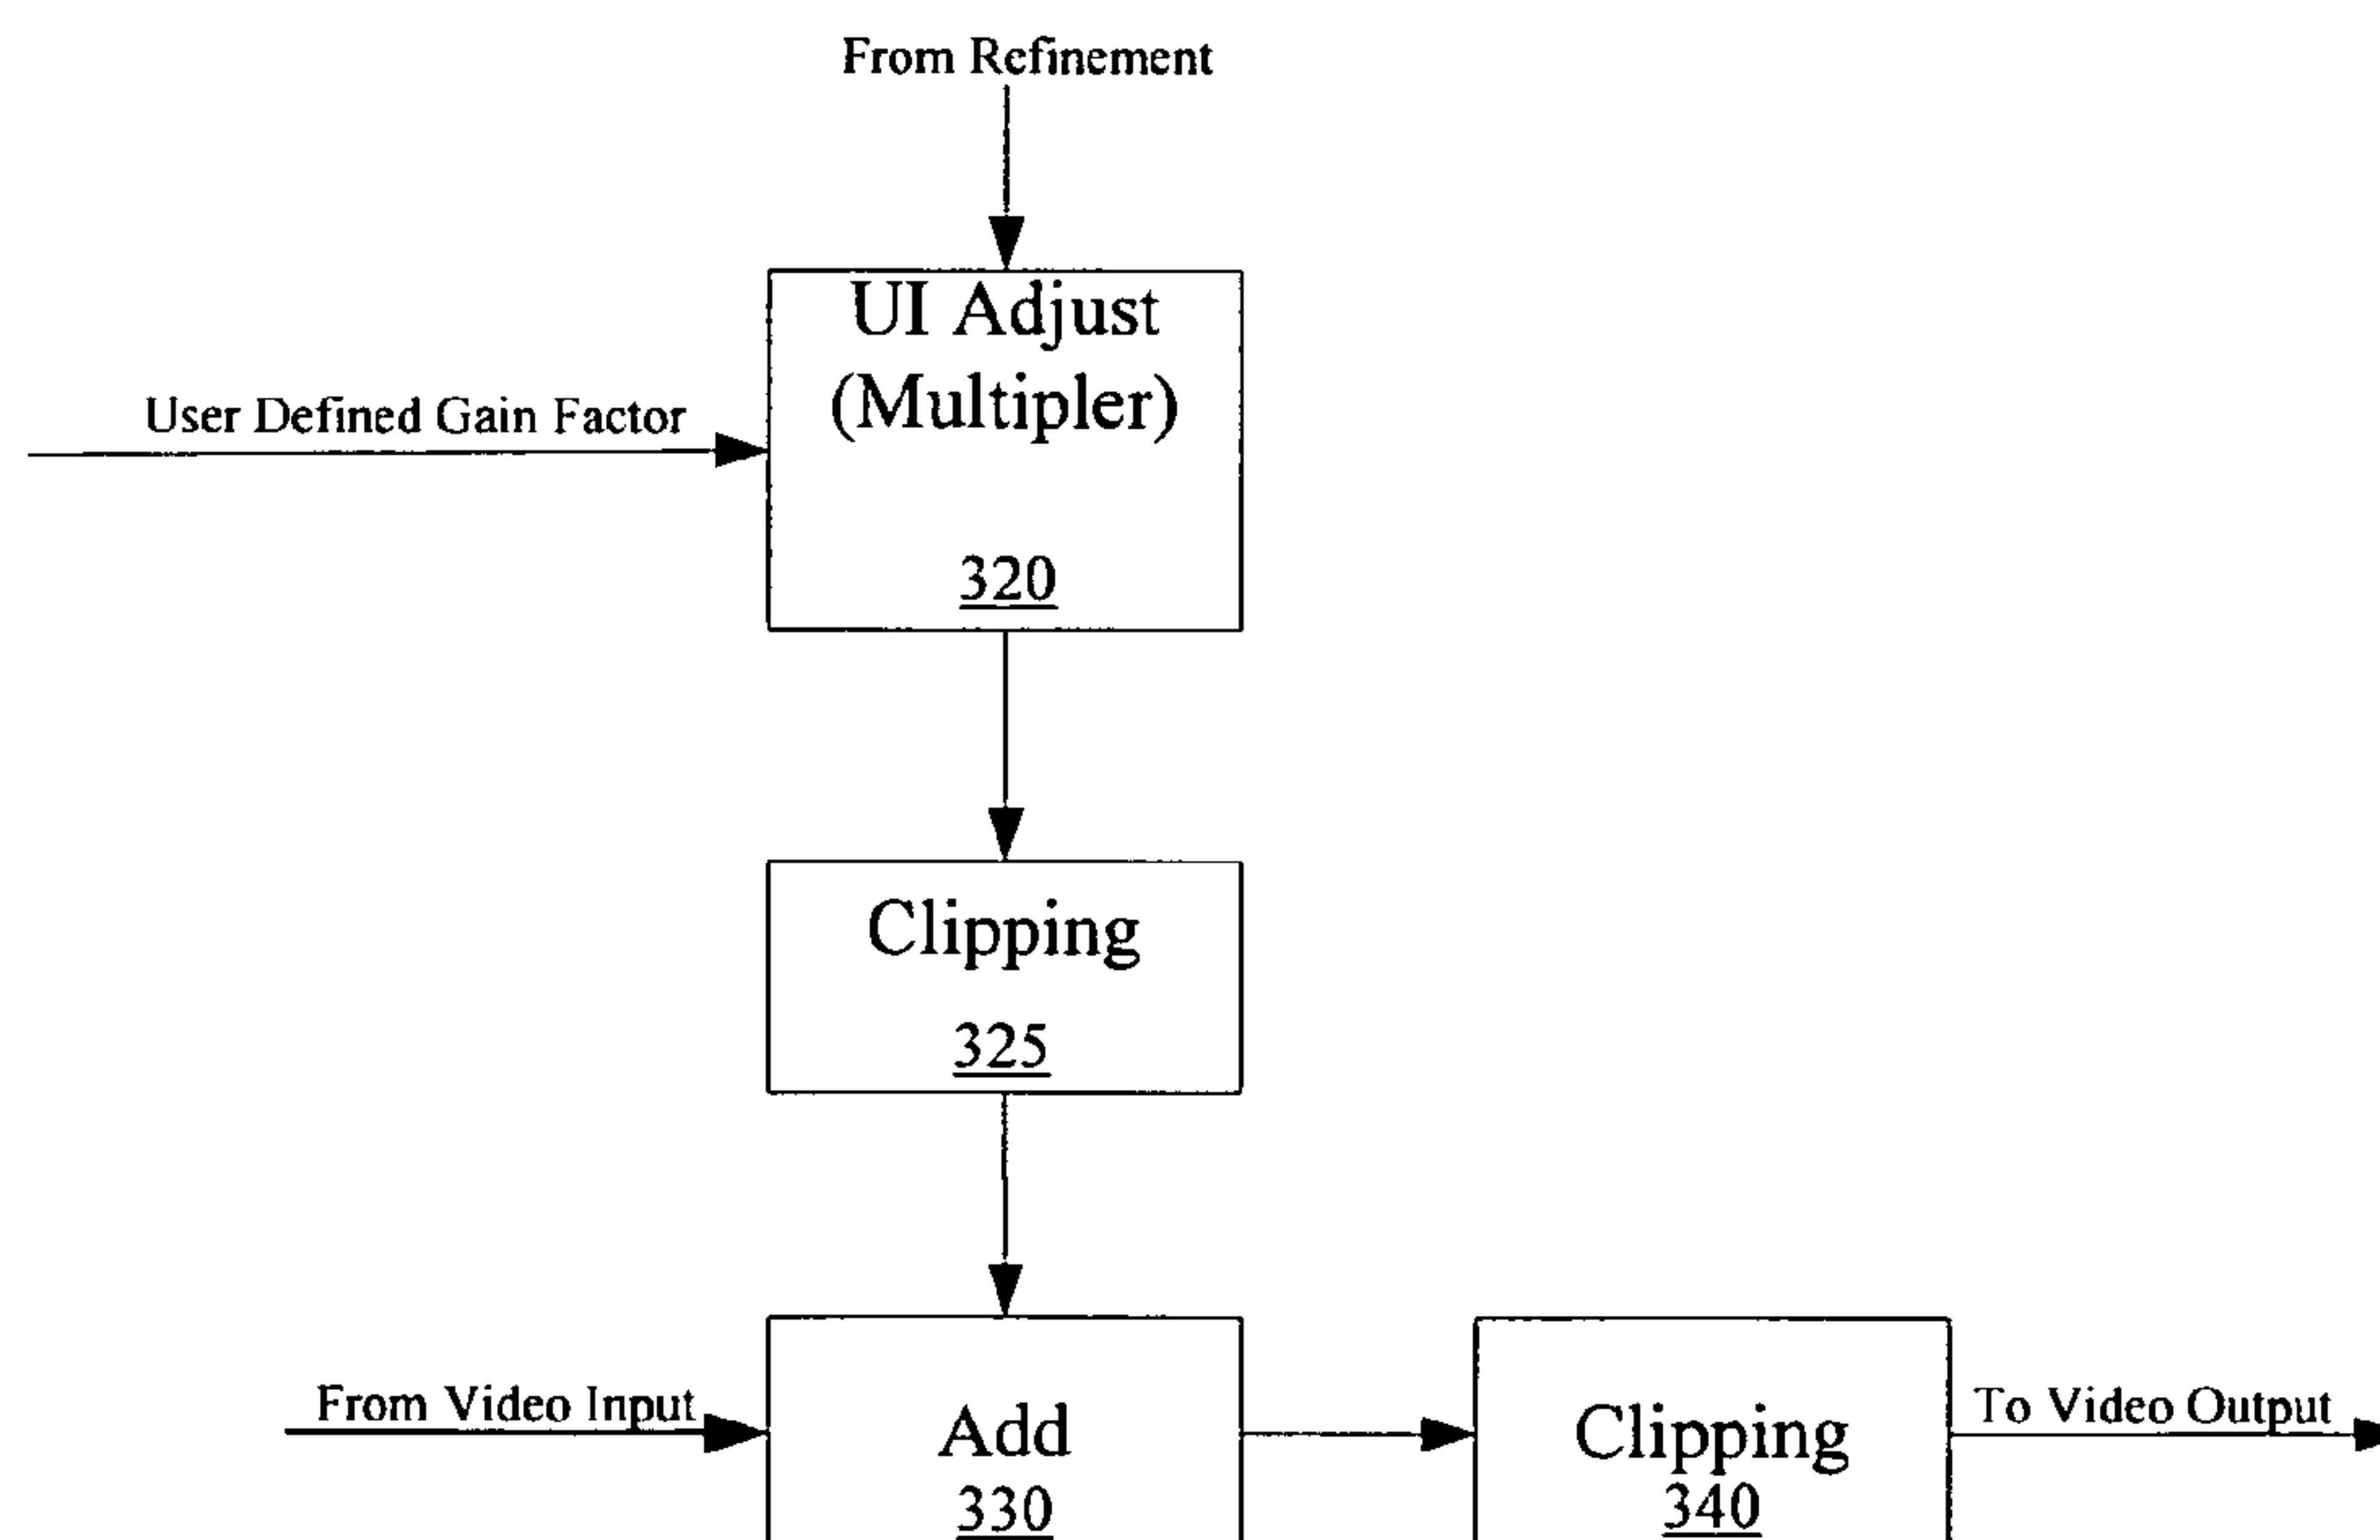 From Refinement
UI Adjust
(Multipler)
User Defined Gain Factor
320
Clipping
325
From Video Input
Add
330
Clipping
340
To Video Output